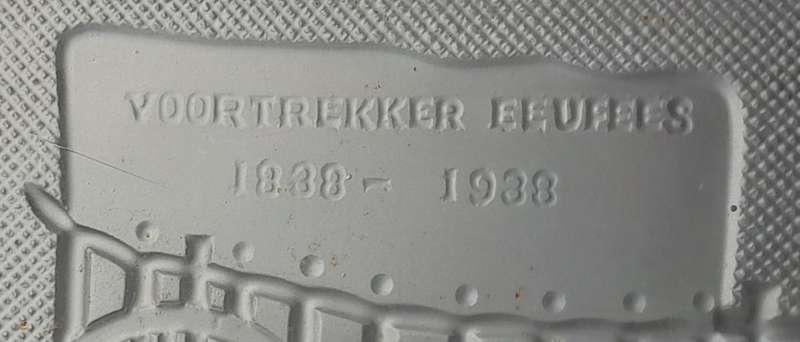 VOORTREKKER EEUFEES
1838 - 1938